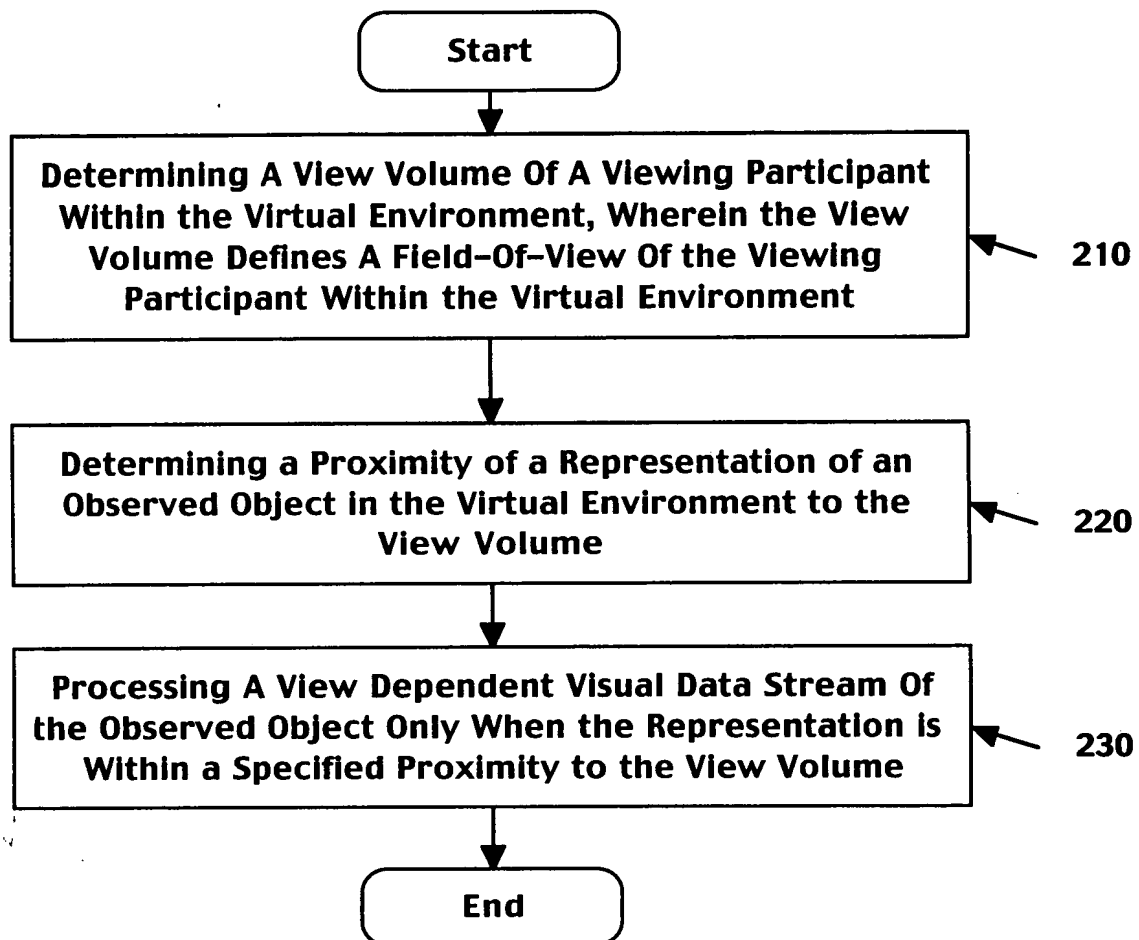 Start
Determining A View Volume Of A Viewing Participant
Within the Virtual Environment, Wherein the View
Volume Defines A Field-Of-View Of the Viewing
Participant Within the Virtual Environment
210
Determining a Proximity of a Representation of an
Observed Object in the Virtual Environment to the
View Volume
220
Processing A View Dependent Visual Data Stream Of
the Observed Object Only When the Representation is
Within a Specified Proximity to the View Volume
230
End